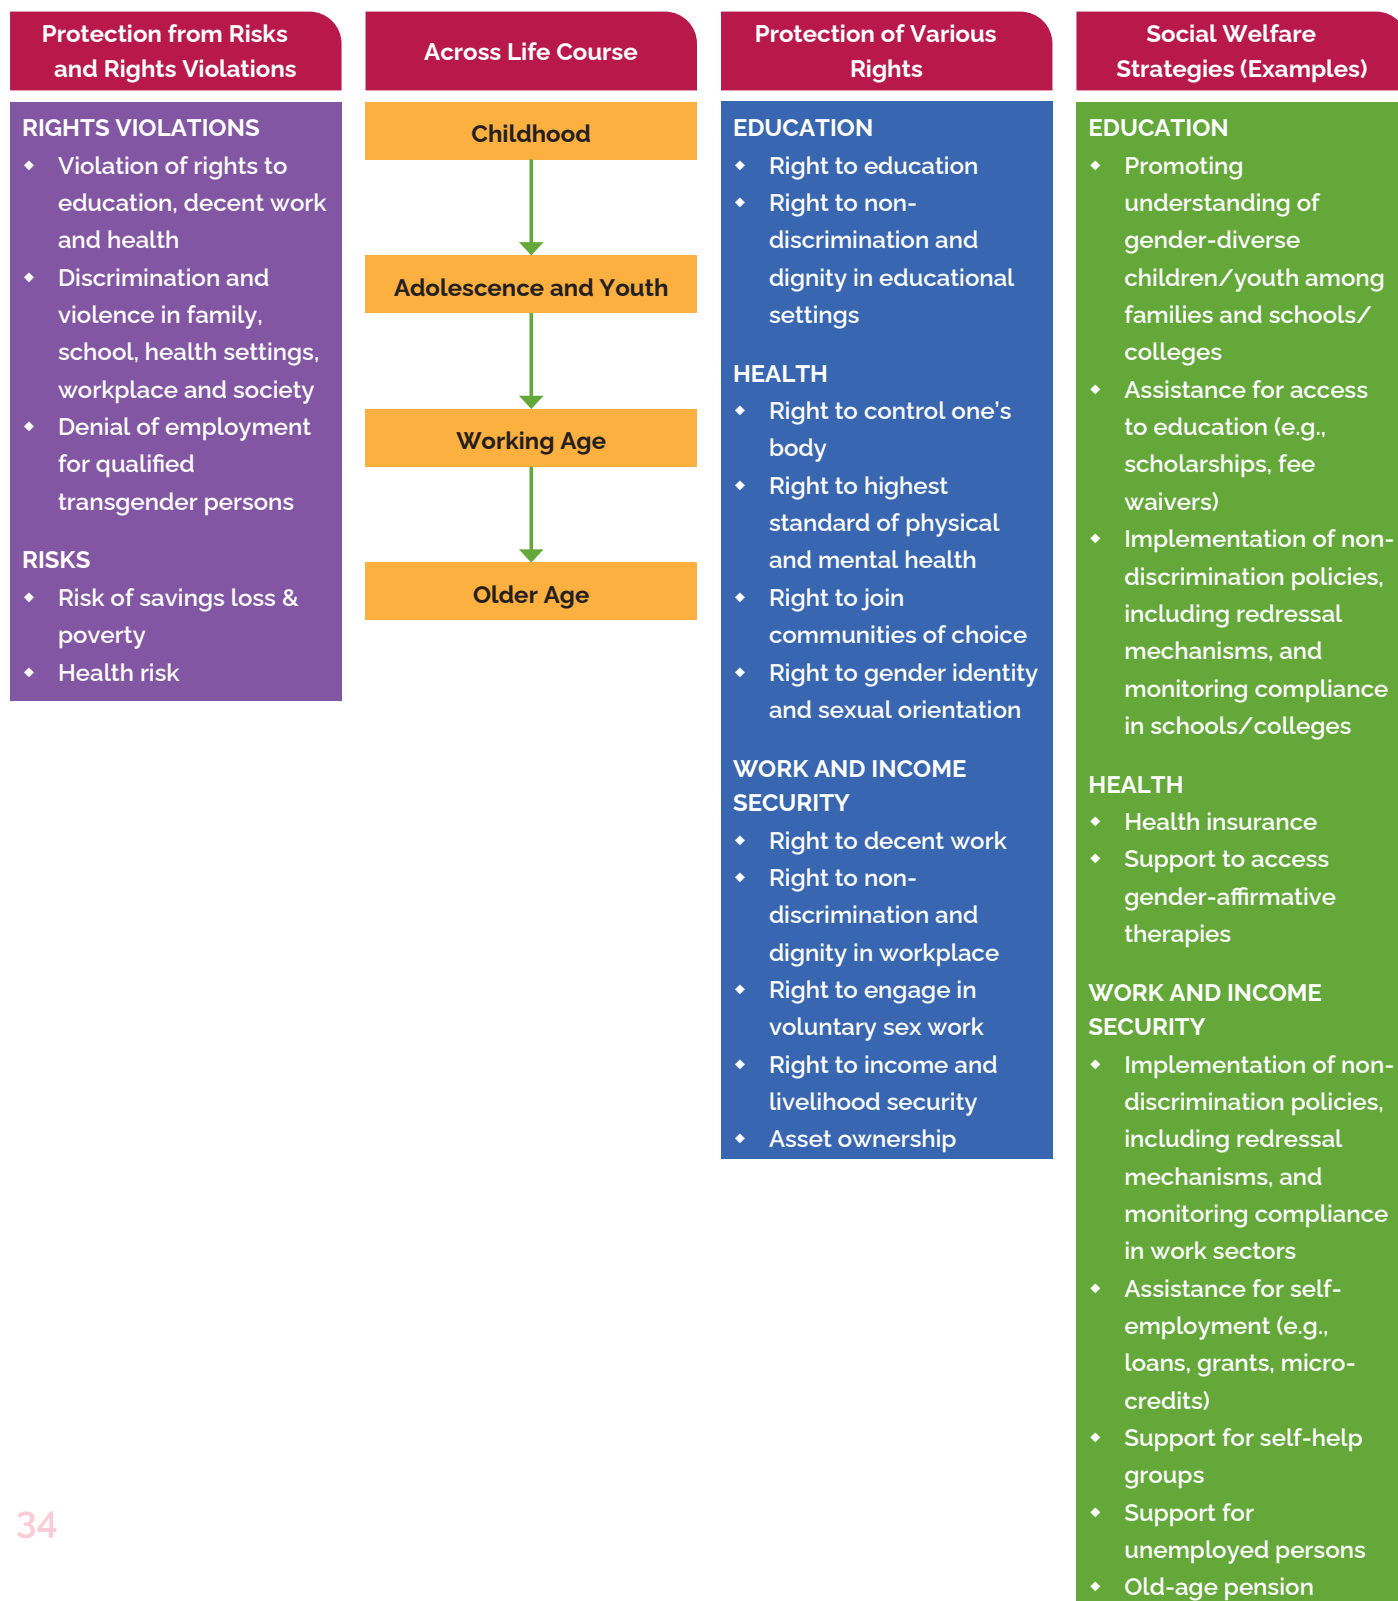 Protection from Risks
and Rights Violations
RIGHTS VIOLATIONS
Violation of rights to
education, decent work
and health
Discrimination and
violence in family,
school, health settings,
workplace and society
Denial of employment
for qualified
transgender persons
RISKS
Risk of savings loss &
poverty
Health risk
Across Life Course
Childhood
Adolescence and Youth
Working Age
Older Age
Protection of Various
Rights
EDUCATION
Right to education
Right to non-
discrimination and
dignity in educational
settings
HEALTH
Right to control one's
body
Right to highest
standard of physical
and mental health
Right to join
communities of choice
Right to gender identity
and sexual orientation
WORK AND INCOME
SECURITY
Right to decent work
Right to non-
discrimination and
dignity in workplace
Right to engage in
voluntary sex work
Right to income and
livelihood security
Asset ownership
Social Welfare
Strategies (Examples)
EDUCATION
Promoting
understanding of
gender-diverse
children/youth among
families and schools/
colleges
Assistance for access
to education (e.g.,
scholarships, fee
waivers)
Implementation of non-
discrimination policies,
including redressal
mechanisms, and
monitoring compliance
in schools/colleges
HEALTH
Health insurance
Support to access
gender-affirmative
therapies
WORK AND INCOME
SECURITY
Implementation of non-
discrimination policies,
including redressal
mechanisms, and
monitoring compliance
in work sectors
Assistance for self-
employment (e.g.,
loans, grants, micro-
credits)
Support for self-help
groups
Support for
unemployed persons
Old-age pension
34